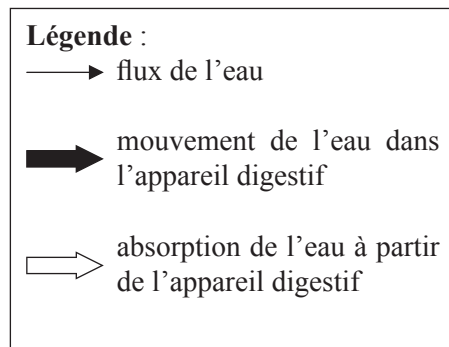 Légende :
flux de l’eau
mouvement de l’eau dans
l’appareil digestif
absorption de l’eau à partir
de l’appareil digestif